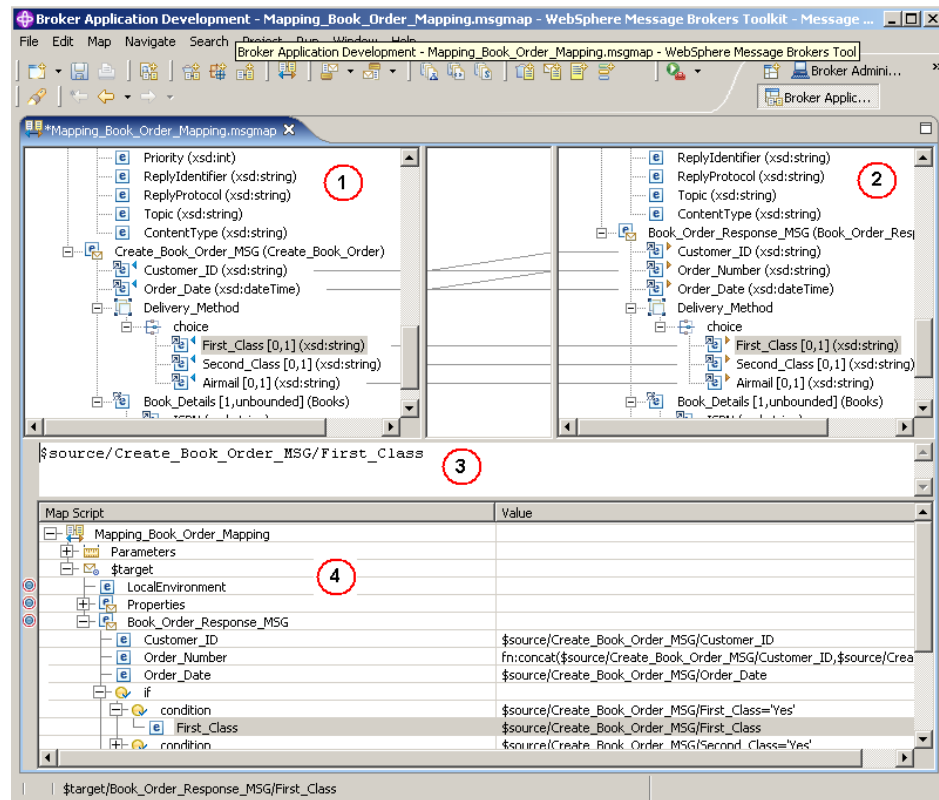 Broker Application Development - Mapping_Book_Order_Mapping.msgmap - WebSphere Message Brokers Toolkit - Message ...
File Edit Map Navigate Search Project Run Window Help
Broker Application Development - Mapping_Book_Order_Mapping.msgmap - WebSphere Message Brokers Tool
Broker Admini...
»
Broker Applic...
*Mapping_Book_Order_Mapping.msgmap
Priority (xsd:int)
ReplyIdentifier (xsd:string)
ReplyProtocol (xsd:string)
Topic (xsd:string)
ContentType (xsd:string)
Create_Book_Order_MSG (Create_Book_Order)
Customer_ID (xsd:string)
Order_Date (xsd:dateTime)
Delivery_Method
choice
First_Class [0,1] (xsd:string)
Second_Class [0,1] (xsd:string)
Airmail [0,1] (xsd:string)
Book_Details [1,unbounded] (Books)
1
ReplyIdentifier (xsd:string)
ReplyProtocol (xsd:string)
Topic (xsd:string)
ContentType (xsd:string)
Book_Order_Response_MSG (Book_Order_Resp
Customer_ID (xsd:string)
Order_Number (xsd:string)
Order_Date (xsd:dateTime)
Delivery_Method
choice
First_Class [0,1] (xsd:string)
Second_Class [0,1] (xsd:string)
Airmail [0,1] (xsd:string)
Book_Details [1,unbounded] (Books)
2
$source/Create_Book_Order_MSG/First_Class
3
Map Script Value
Mapping_Book_Order_Mapping
Parameters
$target
4
LocalEnvironment
Properties
Book_Order_Response_MSG
Customer_ID $source/Create_Book_Order_MSG/Customer_ID
Order_Number fn:concat($source/Create_Book_Order_MSG/Customer_ID,$source/Crea
Order_Date $source/Create_Book_Order_MSG/Order_Date
if
condition $source/Create_Book_Order_MSG/First_Class='Yes'
First_Class $source/Create_Book_Order_MSG/First_Class
condition $source/Create_Book_Order_MSG/Second_Class='Yes'
$target/Book_Order_Response_MSG/First_Class